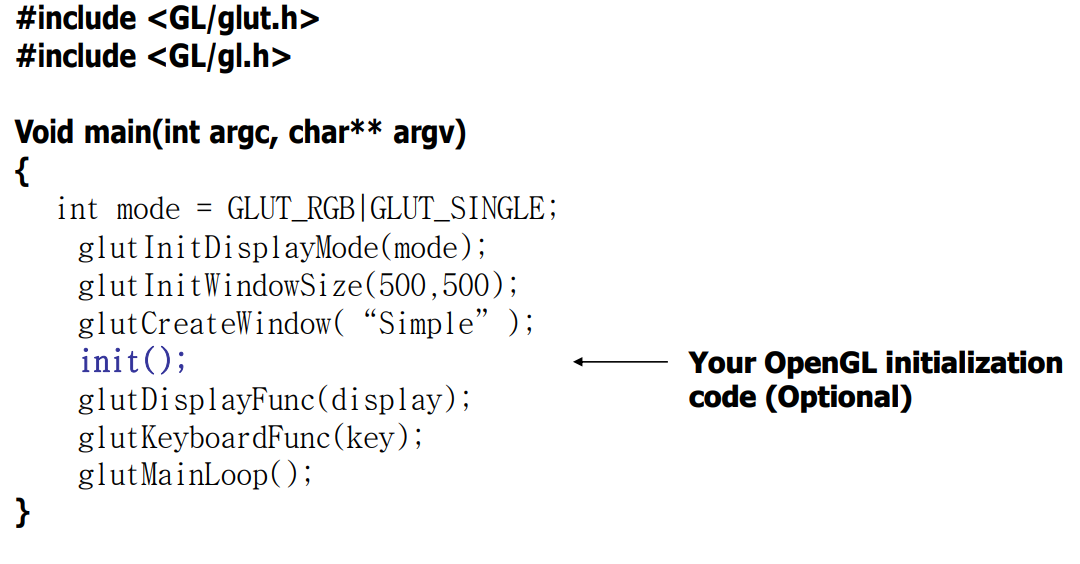 #include <GL/glut.h>
#include <GL/gl.h>
Void main(int argc, char** argv)
{
int mode = GLUT_RGB|GLUT_SINGLE;
glutInitDisplayMode(mode);
glutInitWindowSize(500,500);
glutCreateWindow( “Simple” );
init();
Your OpenGL initialization
code (Optional)
glutDisplayFunc(display);
glutKeyboardFunc(key);
glutMainLoop();
}